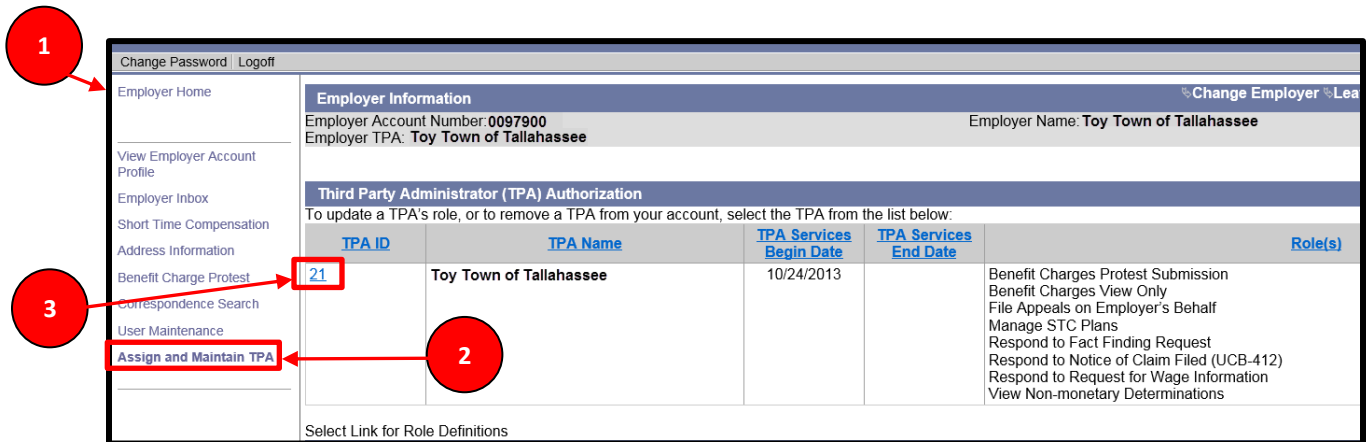 1
Change Password Logoff
Employer Home
Employer Information
Change Employer Lea
Employer Account Number: 0097900
Employer Name: Toy Town of Tallahassee
Employer TPA: Toy Town of Tallahassee
View Employer Account
Profile
Employer Inbox
Short Time Compensation
Address Information
Benefit Charge Protest
Correspondence Search
User Maintenance
Assign and Maintain TPA
Third Party Administrator (TPA) Authorization
To update a TPA's role, or to remove a TPA from your account, select the TPA from the list below:
TPA ID
TPA Name
TPA Services
Begin Date
TPA Services
End Date
Role(s)
21
Toy Town of Tallahassee
10/24/2013
Benefit Charges Protest Submission
Benefit Charges View Only
File Appeals on Employer's Behalf
Manage STC Plans
Respond to Fact Finding Request
Respond to Notice of Claim Filed (UCB-412)
Respond to Request for Wage Information
View Non-monetary Determinations
3
2
Select Link for Role Definitions